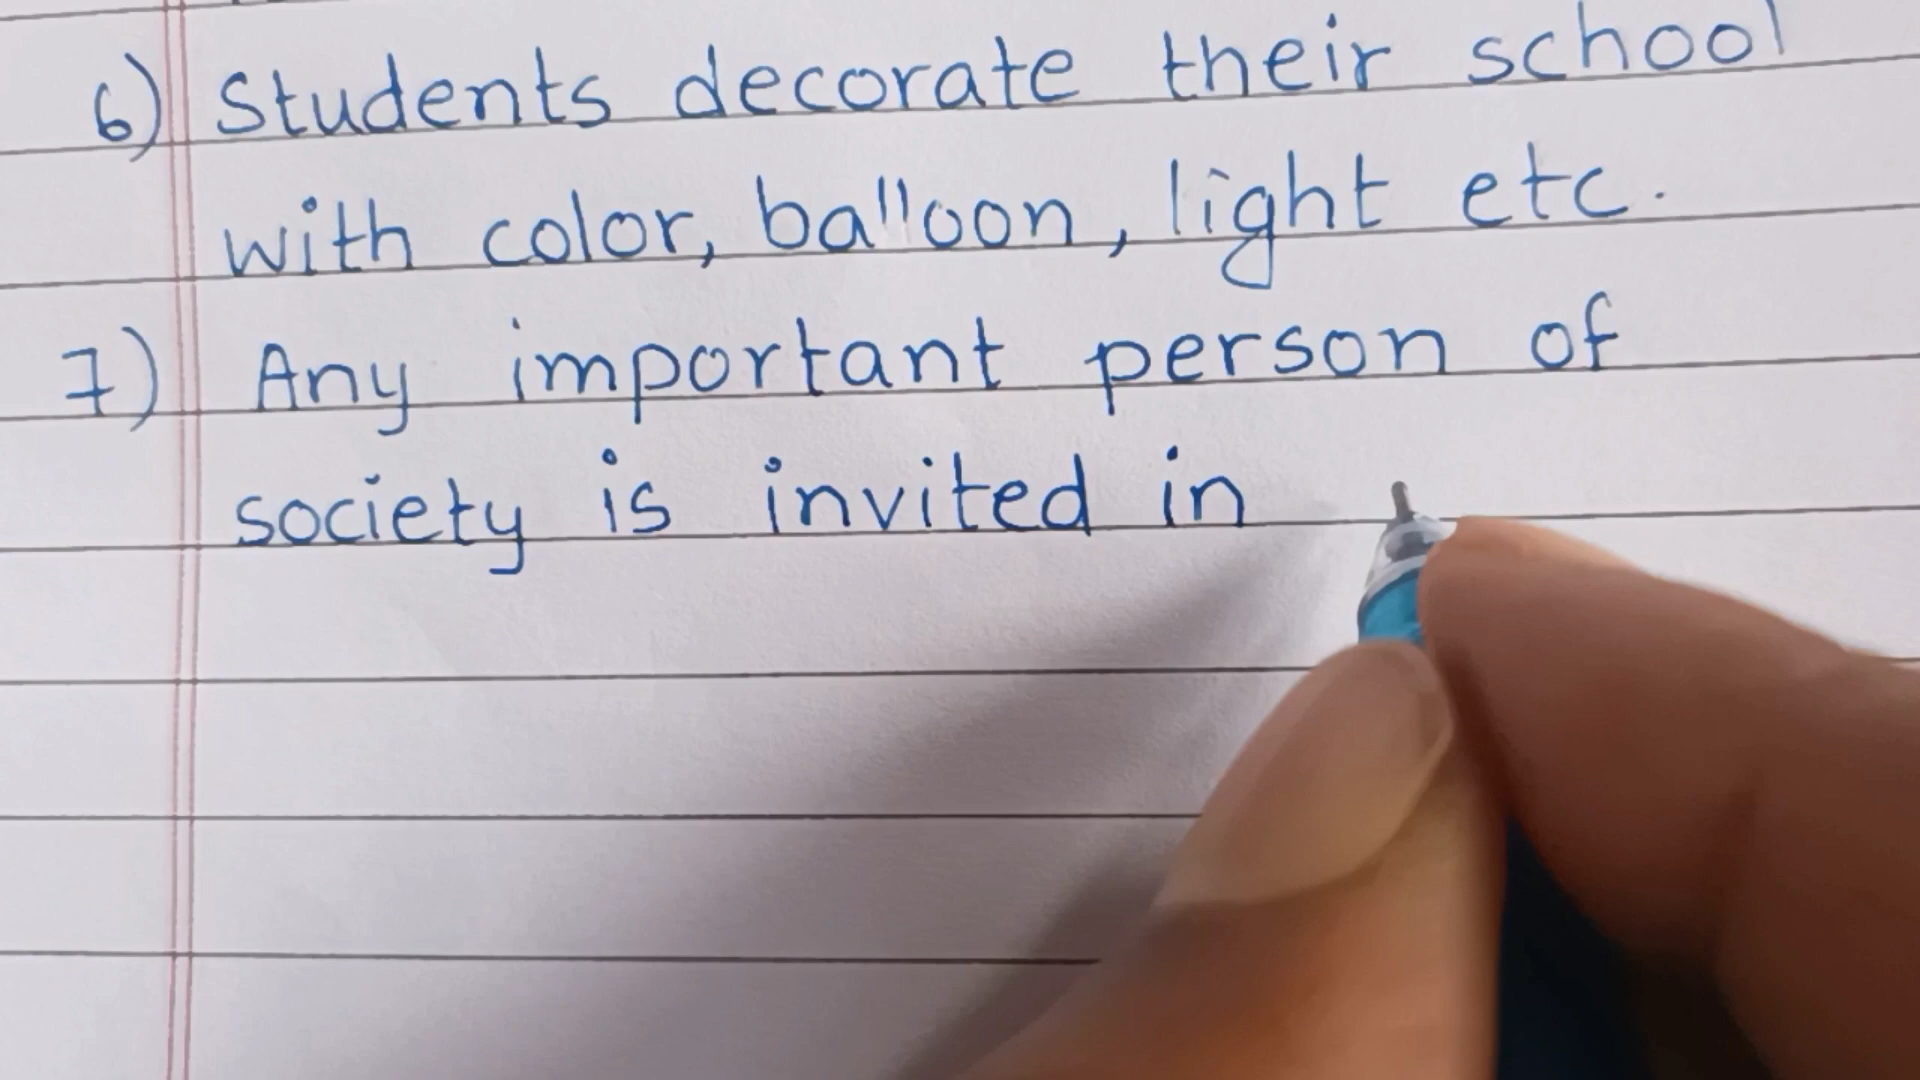 6) Students decorate their school
with color, balloon, light etc.
7) Any important person of
society is invited in